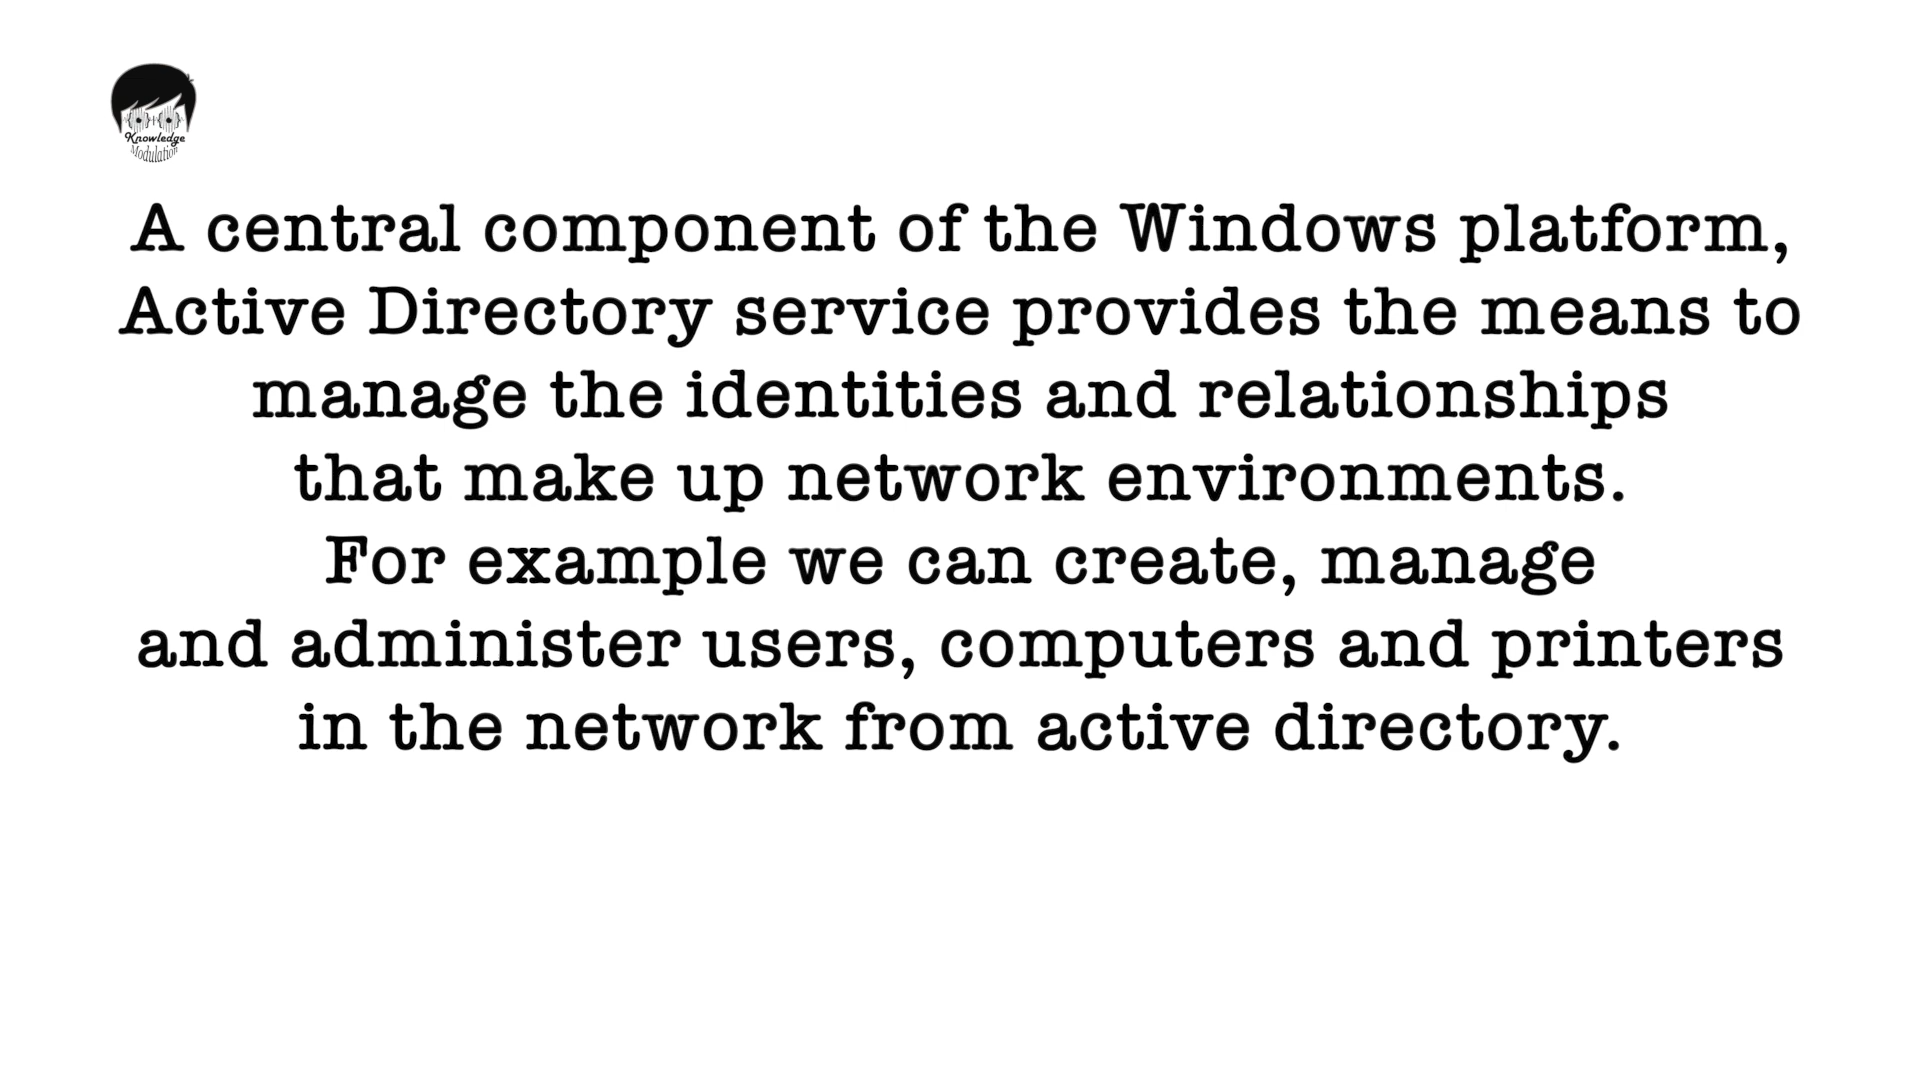 Knowledge
Modulation
A central component of the Windows platform,
Active Directory service provides the means to
manage the identities and relationships
that make up network environments.
For example we can create, manage
and administer users, computers and printers
in the network from active directory.